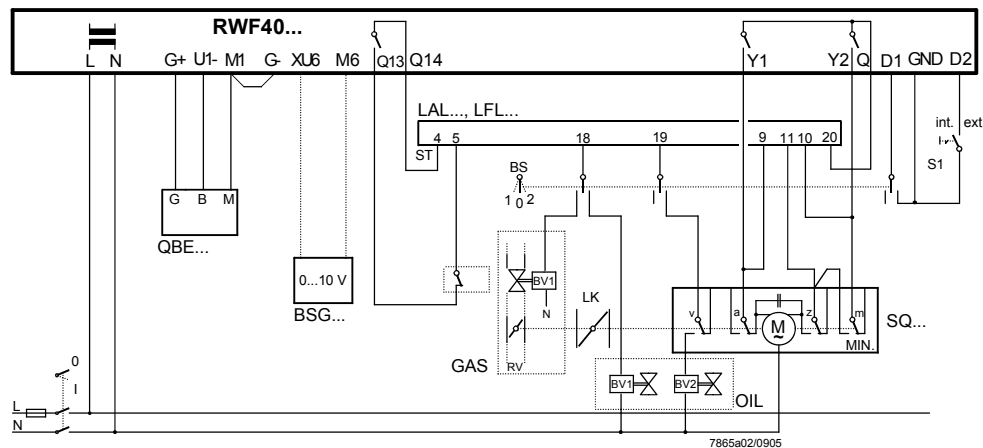 RWF40...
L N G+ U1- M1 G- XU6 M6 Q13 Q14 Y1 Y2 Q D1 GND D2
LAL..., LFL...
int. ext
4 5 18 19 9 11 10 20
ST
S1
BS
1 0 2
G B M
QBE...
0...10 V
BSG...
BV1
N
LK
v a z m
M
~
SQ...
MIN.
GAS
RV
0
I
BV1 BV2
OIL
L
N
7865a02/0905